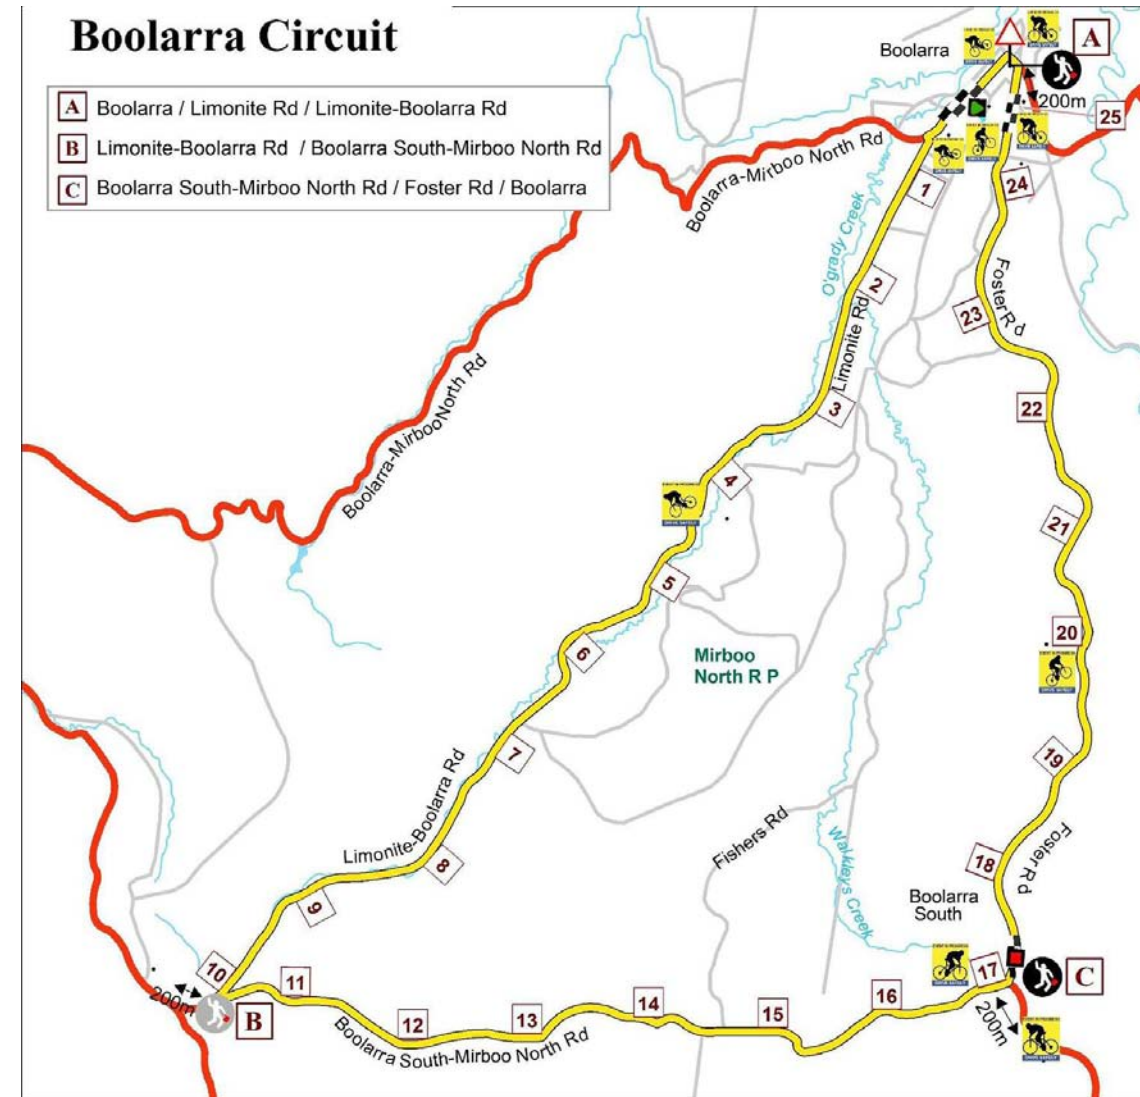 Boolarra Circuit
A Boolarra / Limonite Rd / Limonite-Boolarra Rd
B Limonite-Boolarra Rd / Boolarra South-Mirboo North Rd
C Boolarra South-Mirboo North Rd / Foster Rd / Boolarra
Boolarra
A
200m
25
Boolarra-Mirboo North Rd
1
24
O'grady Creek
2
Foster Rd
23
Limonite Rd
3
22
Boolarra-Mirboo North Rd
4
21
5
20
6
Mirboo
North R P
7
19
Limonite-Boolarra Rd
8
Fishers Rd
Walkleys Creek
18
Foster Rd
9
Boolarra
South
10
11
17
C
200m
B
12
13
14
15
16
200m
Boolarra South-Mirboo North Rd